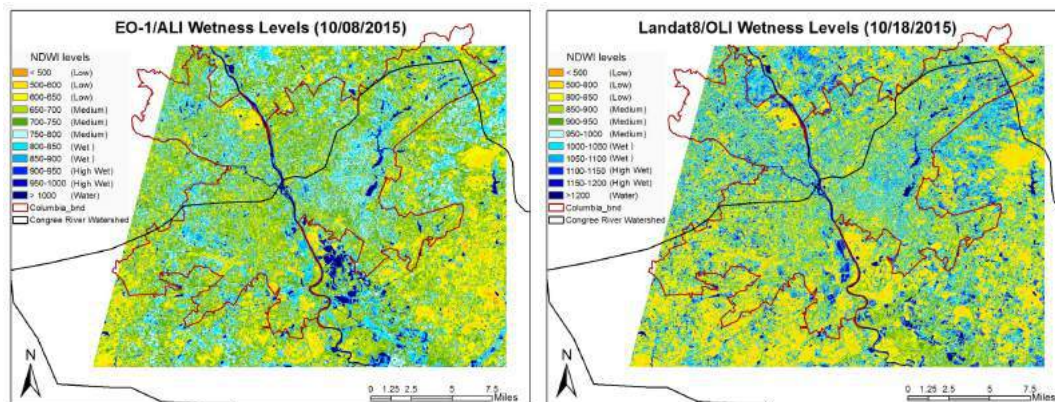 EO-1/ALI Wetness Levels (10/08/2015)
NDWI levels
< 500 (Low)
500-600 (Low)
600-650 (Low)
650-700 (Medium)
700-750 (Medium)
750-800 (Medium)
800-850 (Wet)
850-900 (Wet)
900-950 (High Wet)
950-1000 (High Wet)
> 1000 (Water)
Columbia_bnd
Congree River Watershed
N
0 1.25 2.5 5 7.5
Miles
Landat8/OLI Wetness Levels (10/18/2015)
NDWI levels
< 500 (Low)
500-800 (Low)
800-850 (Low)
850-900 (Medium)
900-950 (Medium)
950-1000 (Medium)
1000-1050 (Wet)
1050-1100 (Wet)
1100-1150 (High Wet)
1150-1200 (High Wet)
>1200 (Water)
Columbia_bnd
Congree River Watershed
N
0 1.25 2.5 5 7.5
Miles